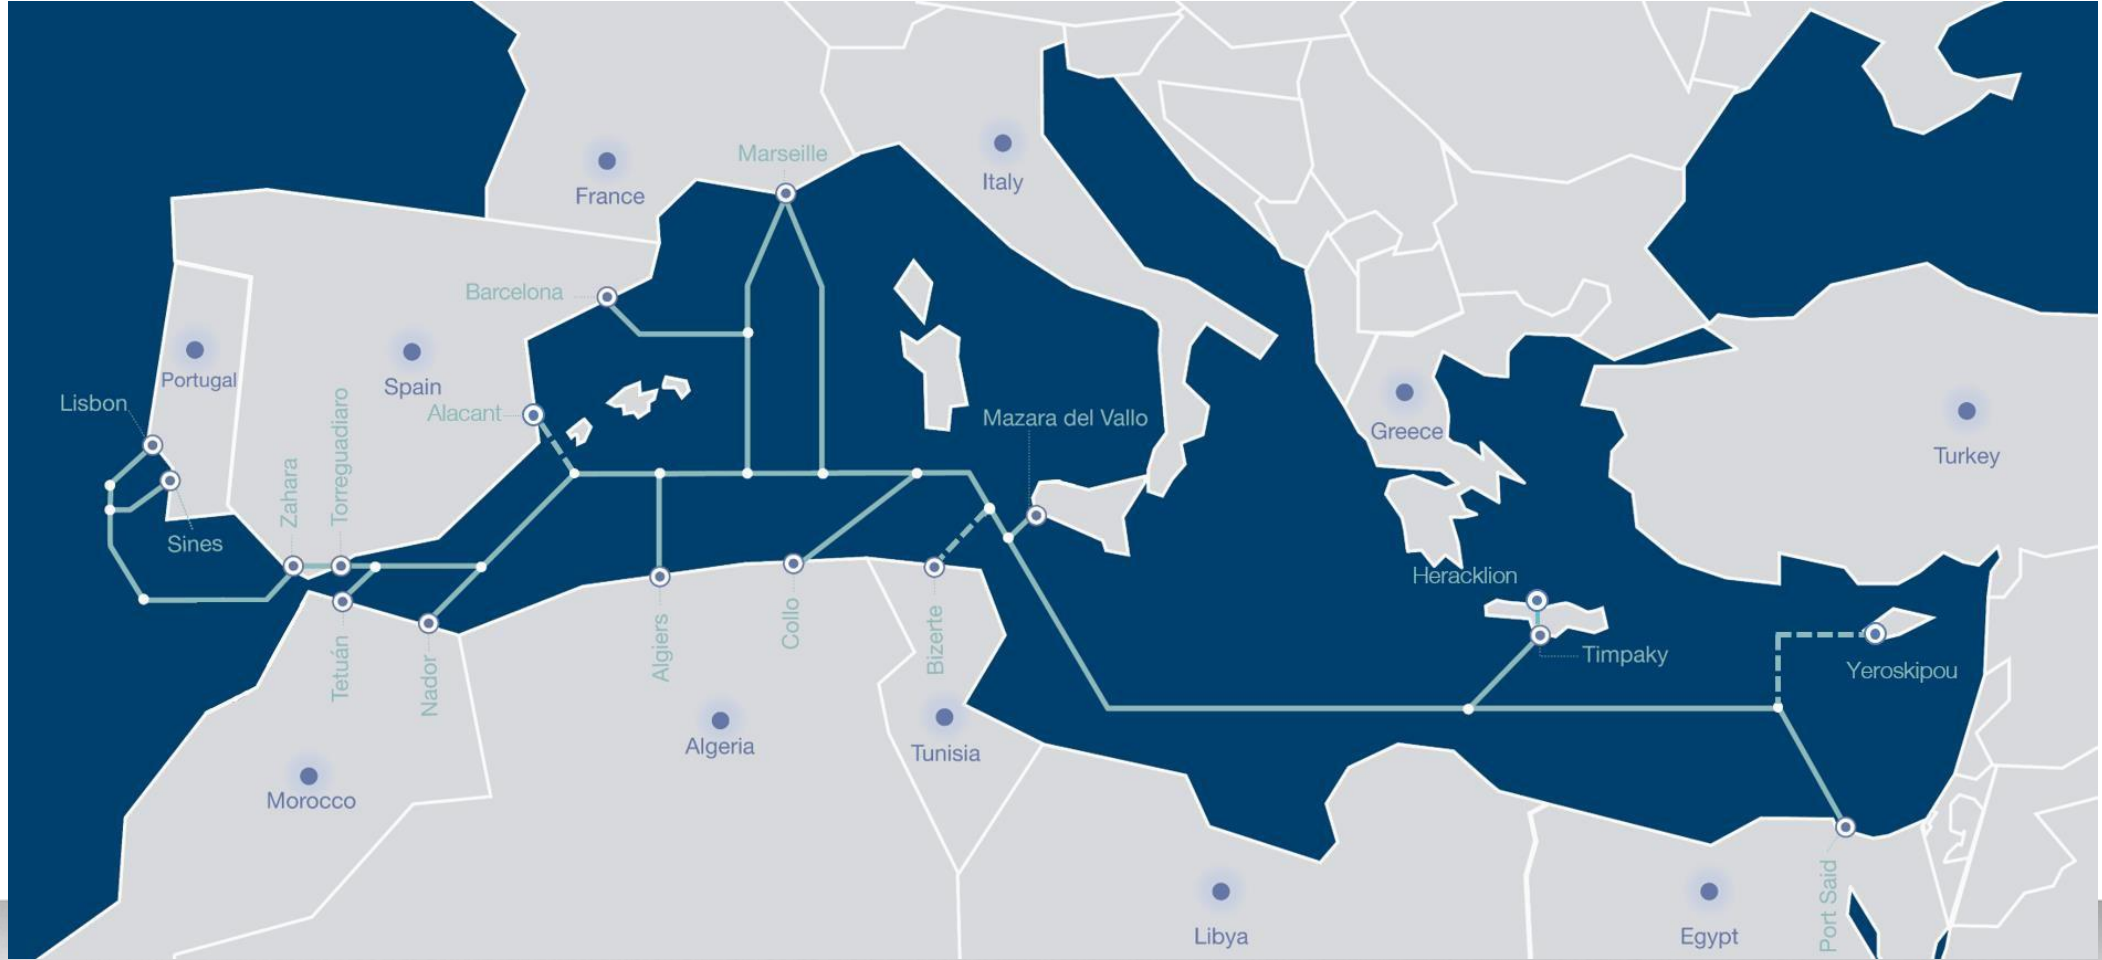 Marseille
France
Italy
Barcelona
Portugal
Spain
Lisbon
Alacant
Torreguadiaro
Mazara del Vallo
Greece
Turkey
Zahara
Sines
Heracklion
Tetuán
Nador
Algiers
Collo
Bizerte
Timpaky
Yeroskipou
Algeria
Tunisia
Morocco
Port Said
Libya
Egypt